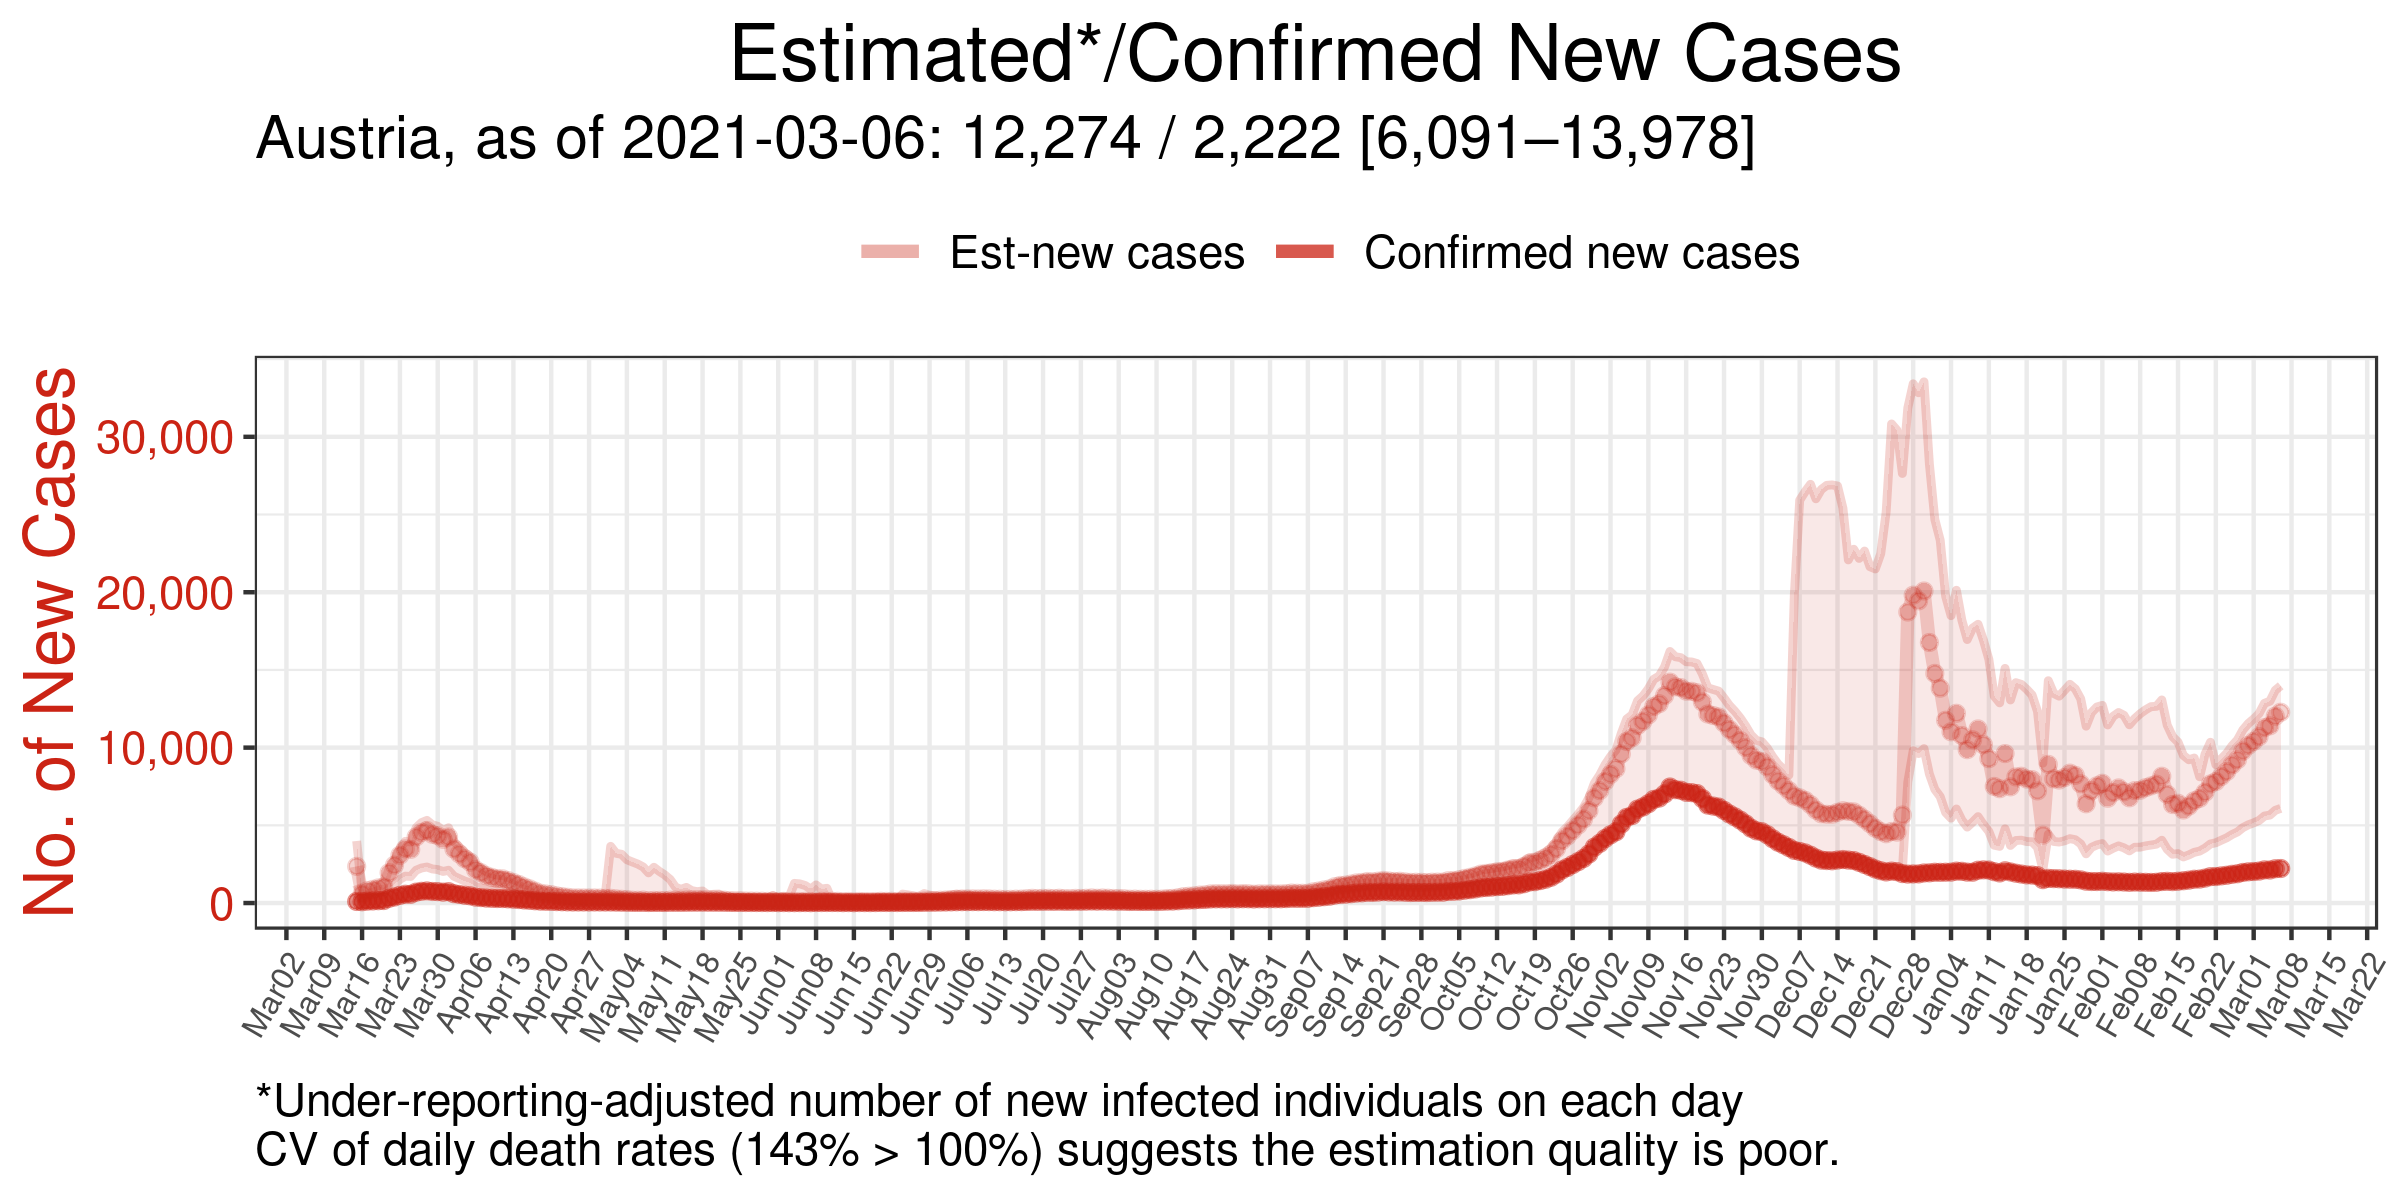 Estimated*/Confirmed New Cases
Austria, as of 2021-03-06: 12,274 / 2,222 [6,091–13,978]
Est-new cases
Confirmed new cases
No. of New Cases
30,000
20,000
10,000
0
Mar02
Mar09
Mar16
Mar23
Mar30
Apr06
Apr13
Apr20
Apr27
May04
May11
May18
May25
Jun01
Jun08
Jun15
Jun22
Jun29
Jul06
Jul13
Jul20
Jul27
Aug03
Aug10
Aug17
Aug24
Aug31
Sep07
Sep14
Sep21
Sep28
Oct05
Oct12
Oct19
Oct26
Nov02
Nov09
Nov16
Nov23
Nov30
Dec07
Dec14
Dec21
Dec28
Jan04
Jan11
Jan18
Jan25
Feb01
Feb08
Feb15
Feb22
Mar01
Mar08
Mar15
Mar22
*Under-reporting-adjusted number of new infected individuals on each day
CV of daily death rates (143% > 100%) suggests the estimation quality is poor.